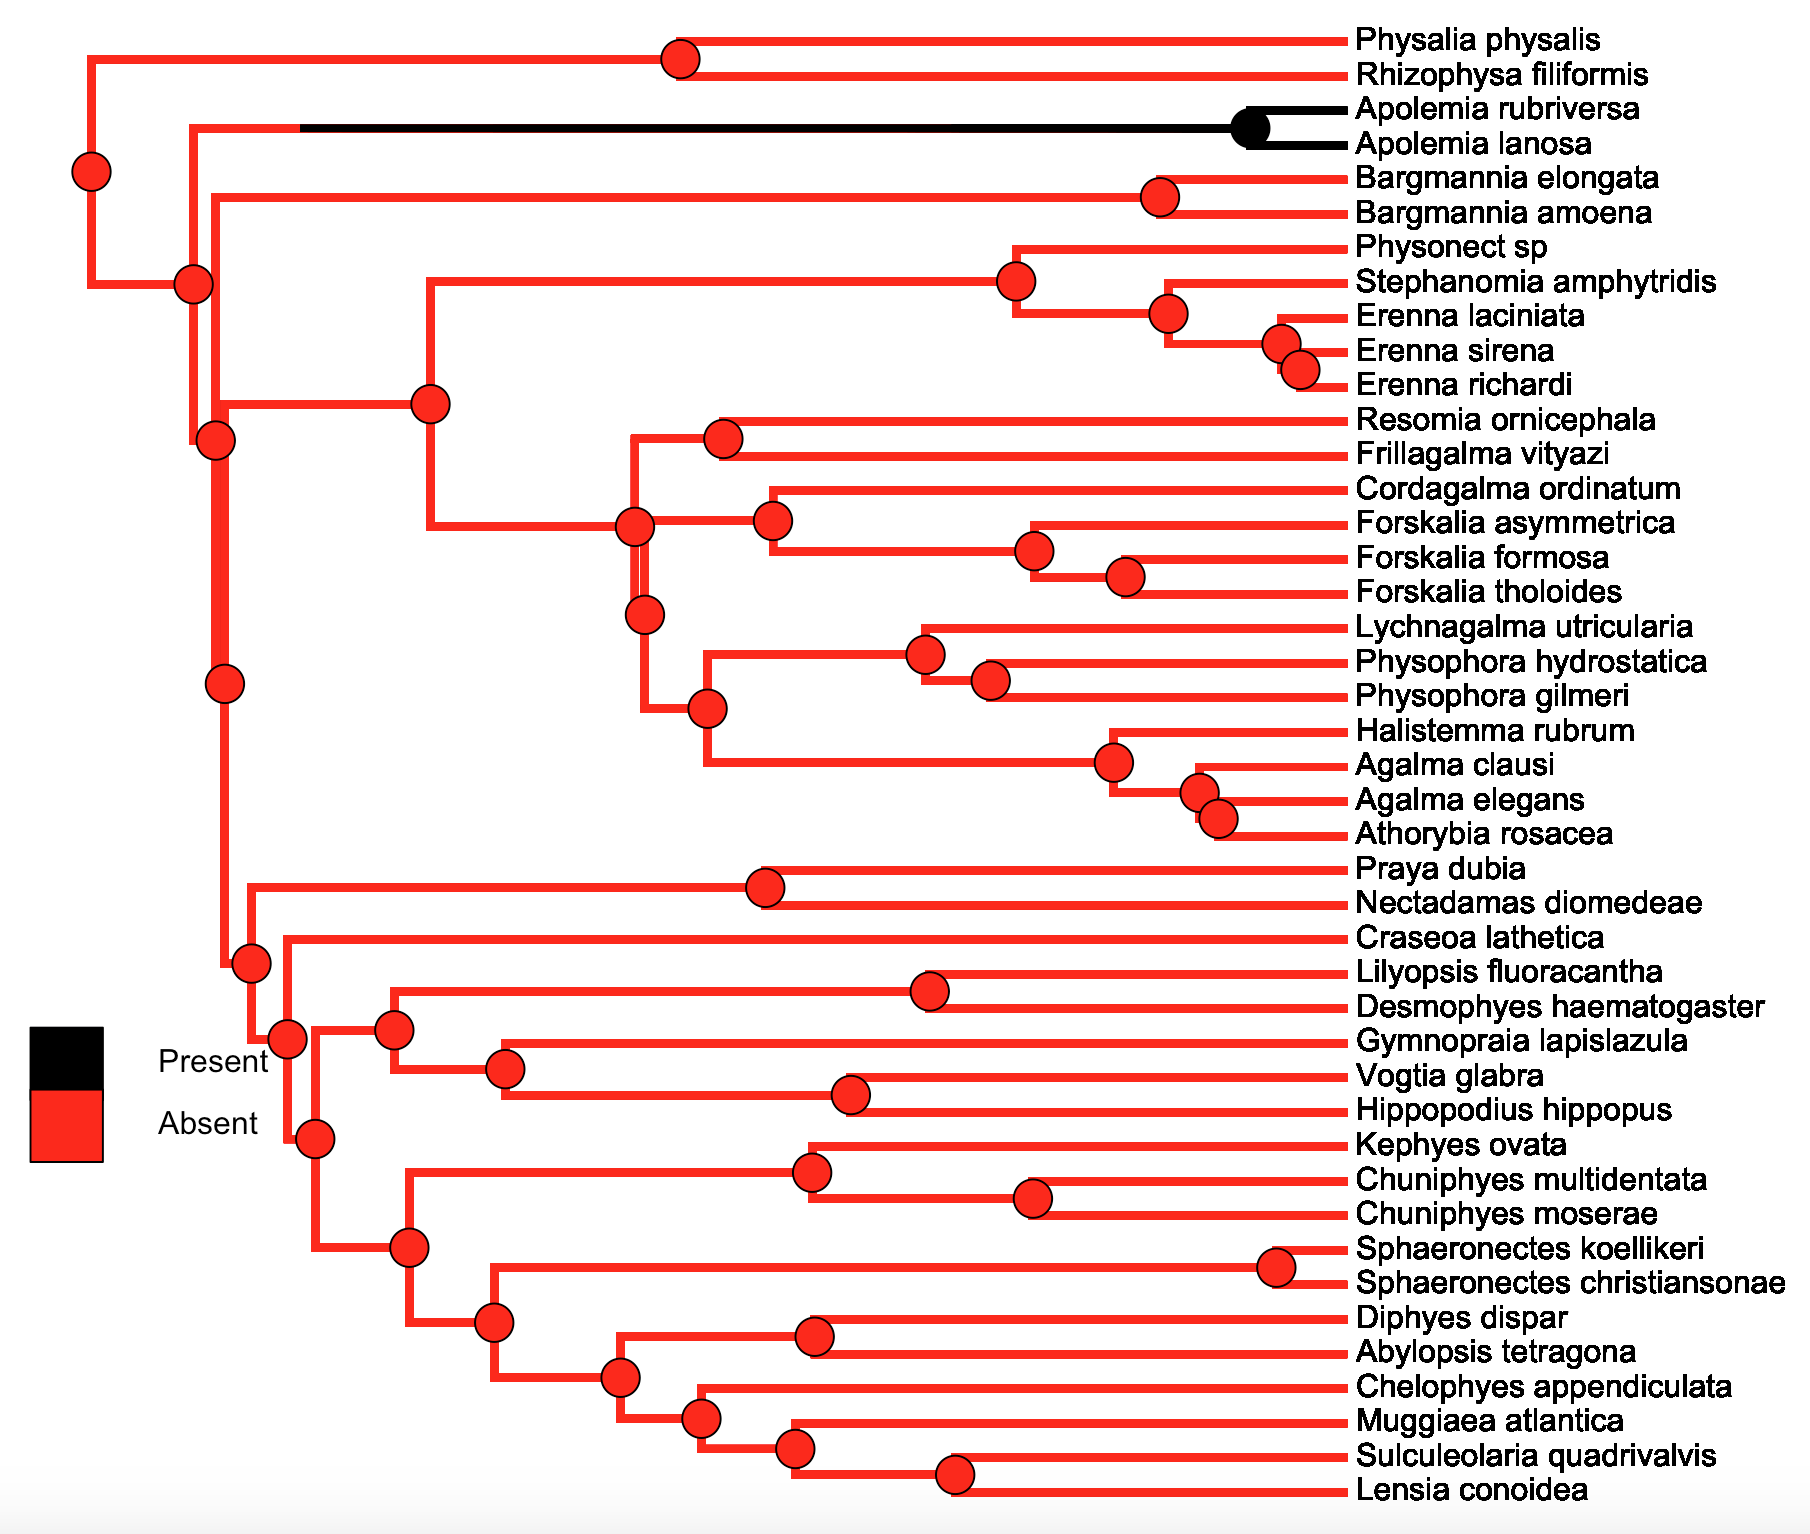 Physalia physalis
Rhizophysa filiformis
Apolemia rubriversa
Apolemia lanosa
Bargmannia elongata
Bargmannia amoena
Physonect sp
Stephanomia amphytridis
Erenna laciniata
Erenna sirena
Erenna richardi
Resomia ornicephala
Frillagalma vityazi
Cordagalma ordinatum
Forskalia asymmetrica
Forskalia formosa
Forskalia tholoides
Lychnagalma utricularia
Physophora hydrostatica
Physophora gilmeri
Halistemma rubrum
Agalma clausi
Agalma elegans
Athorybia rosacea
Praya dubia
Nectadamas diomedeae
Craseoa lathetica
Lilyopsis fluoracantha
Desmophyes haematogaster
Gymnopraia lapislazula
Vogtia glabra
Hippopodius hippopus
Kephyes ovata
Chuniphyes multidentata
Chuniphyes moserae
Sphaeronectes koellikeri
Sphaeronectes christiansonae
Diphyes dispar
Abylopsis tetragona
Chelophyes appendiculata
Muggiaea atlantica
Sulculeolaria quadrivalvis
Lensia conoidea
Present
Absent